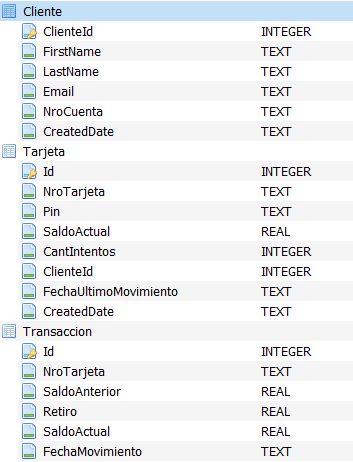 Cliente
ClienteId INTEGER
FirstName TEXT
LastName TEXT
Email TEXT
NroCuenta TEXT
CreatedDate TEXT
Tarjeta
Id INTEGER
NroTarjeta TEXT
Pin TEXT
SaldoActual REAL
CantIntentos INTEGER
ClienteId INTEGER
FechaUltimoMovimiento TEXT
CreatedDate TEXT
Transaccion
Id INTEGER
NroTarjeta TEXT
SaldoAnterior REAL
Retiro REAL
SaldoActual REAL
FechaMovimiento TEXT